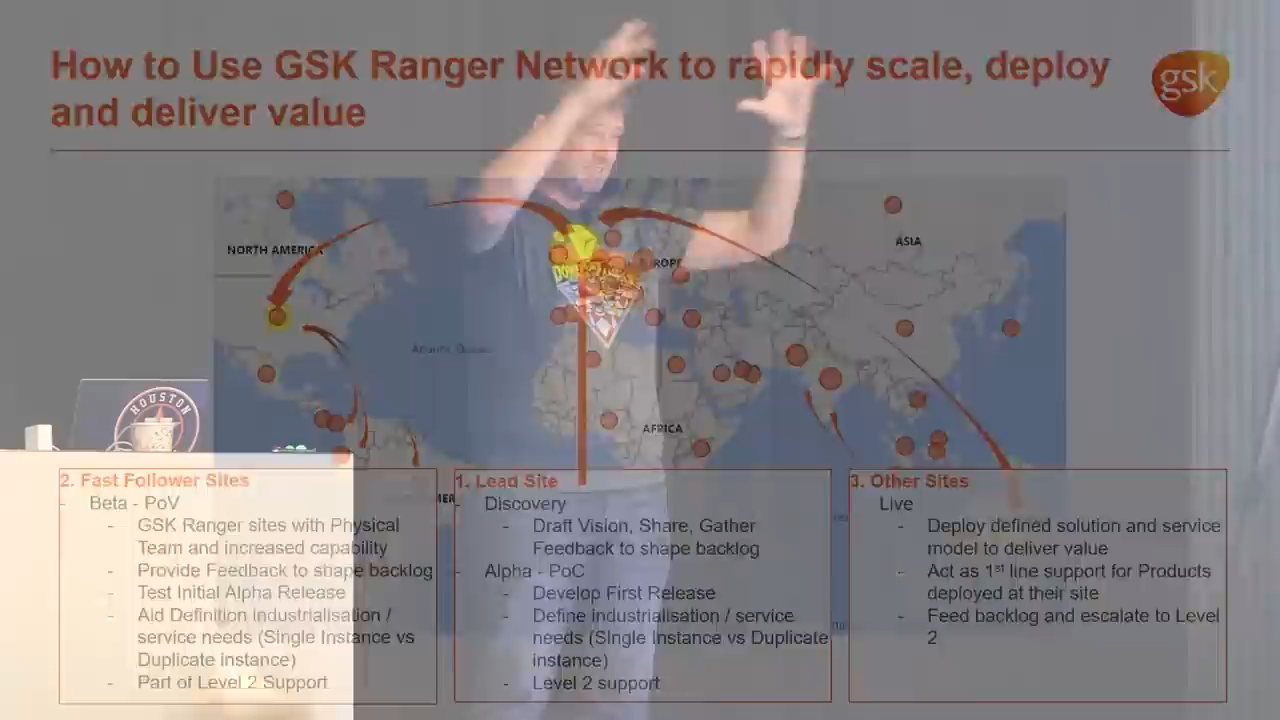 How to Use GSK Ranger Network to rapidly scale, deploy
and deliver value
gsk
NORTH AMERICA
ASIA
Atlantic Ocean
AFRICA
HOUSTON
2. Fast Follower Sites
- Beta - PoV
- GSK Ranger sites with Physical
Team and increased capability
- Provide Feedback to shape backlog
- Test Initial Alpha Release
- Aid Definition industrialisation /
service needs (Single Instance vs
Duplicate instance)
- Part of Level 2 Support
1. Lead Site
- Discovery
- Draft Vision, Share, Gather
Feedback to shape backlog
- Alpha - PoC
- Develop First Release
- Define industrialisation / service
needs (SIngle Instance vs Duplicate
instance)
- Level 2 support
3. Other Sites
Live
- Deploy defined solution and service
model to deliver value
- Act as 1st line support for Products
deployed at their site
- Feed backlog and escalate to Level
2